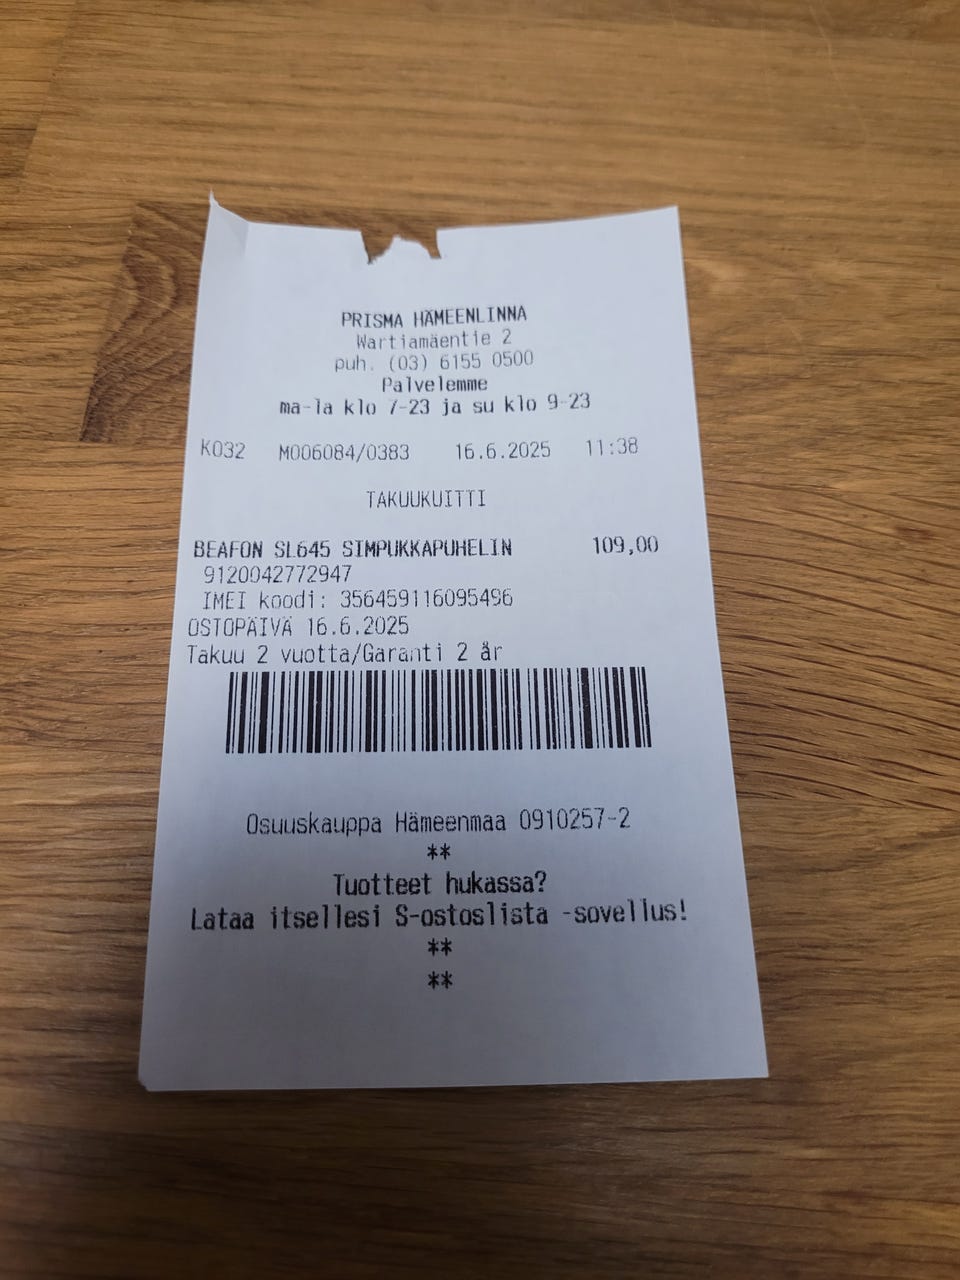 PRISMA HÄMEENLINNA
Wartiamäentie 2
puh. (03) 6155 0500
Palvelemme
ma-la klo 7-23 ja su klo 9-23
K032 M006084/0383 16.6.2025 11:38
TAKUUKUITTI
BEAFON SL645 SIMPUKKAPUHELIN 109,00
9120042772947
IMEI koodi: 356459116095496
OSTOPÄIVÄ 16.6.2025
Takuu 2 vuotta/Garanti 2 år
Osuuskauppa Hämeenmaa 0910257-2
**
Tuotteet hukassa?
Lataa itsellesi S-ostoslista -sovellus!
**
**